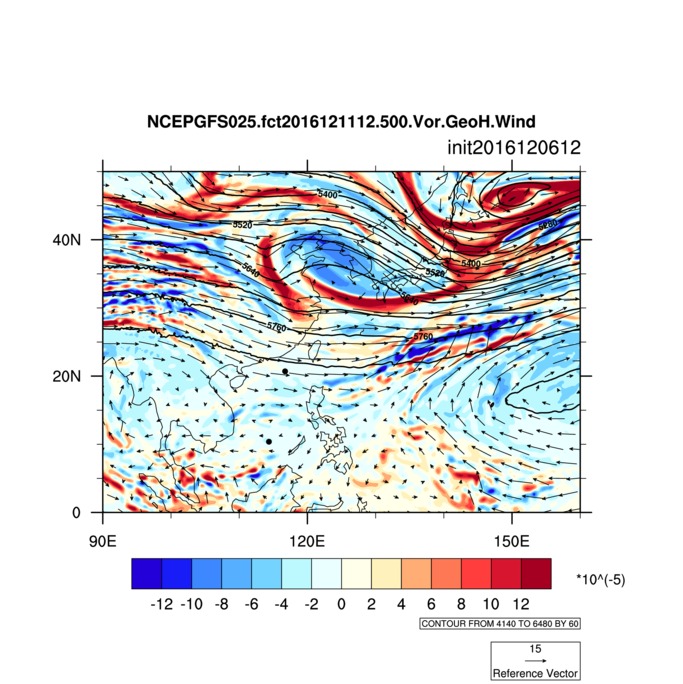 NCEPGFS025.fct2016121112.500.Vor.GeoH.Wind
init2016120612
5400
5520
5260
40N
5640
5400
5520
5640
5760
5760
20N
0
90E 120E 150E
-12 -10 -8 -6 -4 -2 0 2 4 6 8 10 12
*10^(-5)
CONTOUR FROM 4140 TO 6480 BY 60
15
Reference Vector